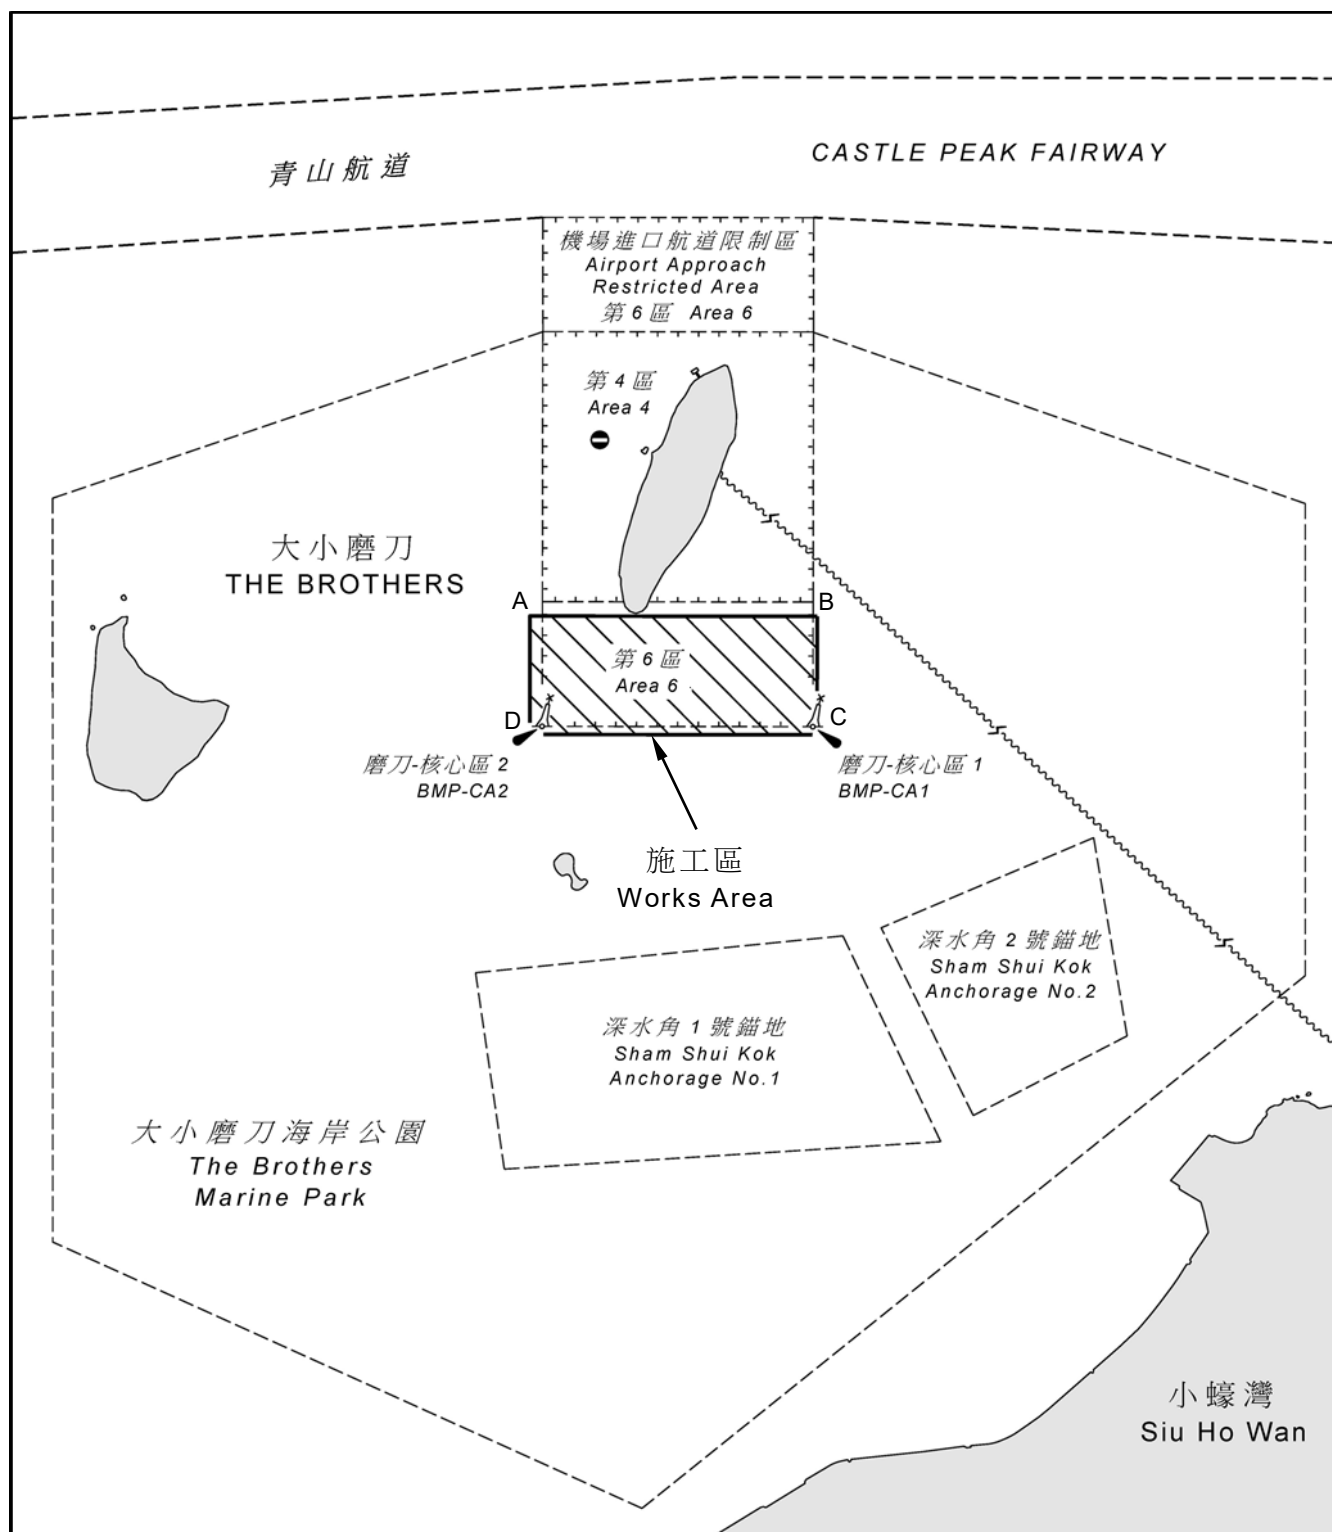 青山航道
CASTLE PEAK FAIRWAY
機場進口航道限制區
Airport Approach
Restricted Area
第 6 區 Area 6
第 4 區
Area 4
大小磨刀
THE BROTHERS
A
B
第 6 區
Area 6
D
C
磨刀-核心區 2
BMP-CA2
磨刀-核心區 1
BMP-CA1
施工區
Works Area
深水角 2 號錨地
Sham Shui Kok
Anchorage No.2
深水角 1 號錨地
Sham Shui Kok
Anchorage No.1
大小磨刀海岸公園
The Brothers
Marine Park
小蠔灣
Siu Ho Wan